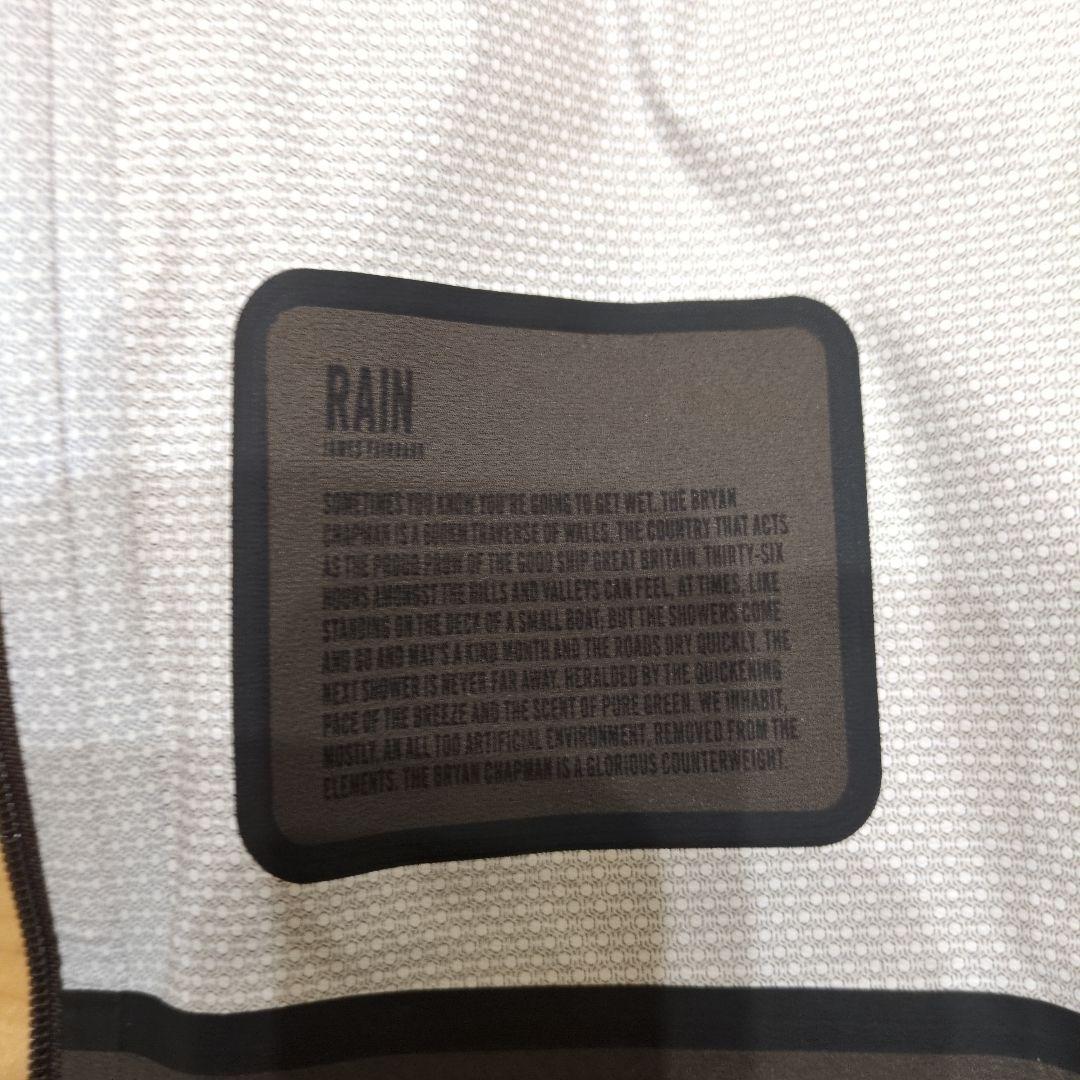 RAIN
JAMES FAIRBANK
SOMETIMES YOU KNOW YOU'RE GOING TO GET WET. THE BRYAN
CHAPMAN IS A 600KM TRAVERSE OF WALES, THE COUNTRY THAT ACTS
AS THE PROUD PROW OF THE GOOD SHIP GREAT BRITAIN. THIRTY-SIX
HOURS AMONGST THE HILLS AND VALLEYS CAN FEEL, AT TIMES, LIKE
STANDING ON THE DECK OF A SMALL BOAT; BUT THE SHOWERS COME
AND GO AND MAY'S A KIND MONTH AND THE ROADS DRY QUICKLY. THE
NEXT SHOWER IS NEVER FAR AWAY, HERALDED BY THE QUICKENING
PACE OF THE BREEZE AND THE SCENT OF PURE GREEN. WE INHABIT,
MOSTLY, AN ALL TOO ARTIFICIAL ENVIRONMENT, REMOVED FROM THE
ELEMENTS. THE BRYAN CHAPMAN IS A GLORIOUS COUNTERWEIGHT.